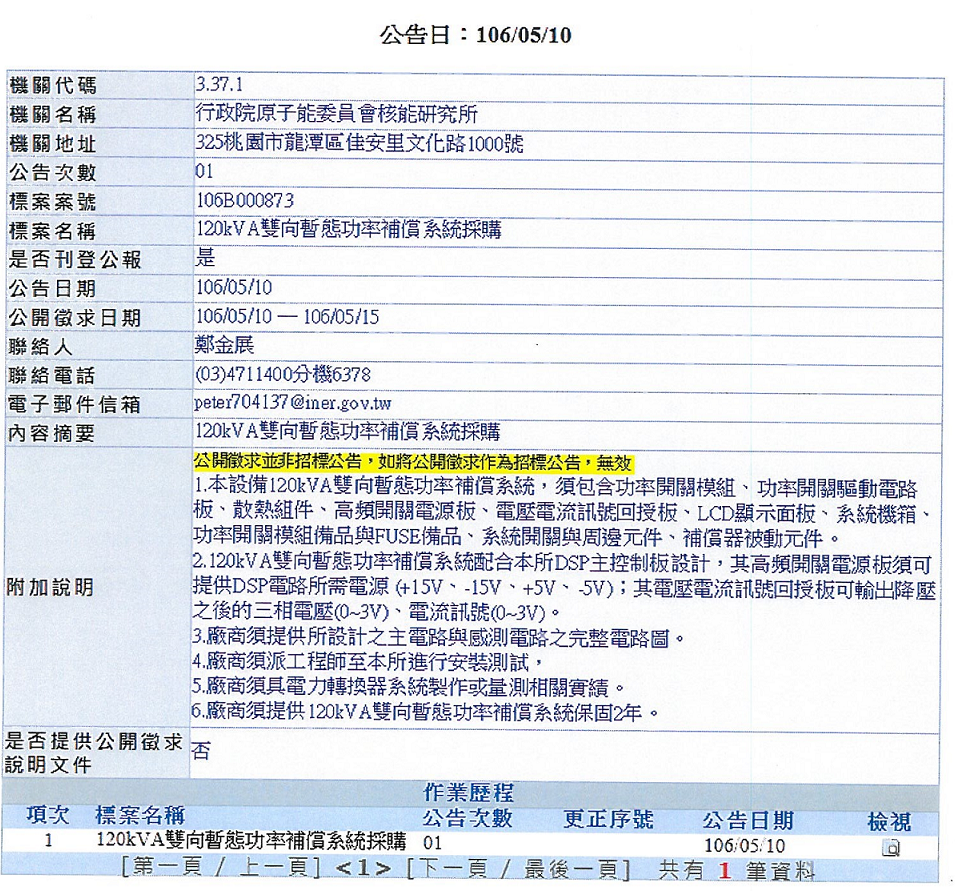 公告日：106/05/10
機關代碼 3.37.1
機關名稱 行政院原子能委員會核能研究所
機關地址 325桃園市龍潭區佳安里文化路1000號
公告次數 01
標案案號 106B000873
標案名稱 120kVA雙向暫態功率補償系統採購
是否刊登公報 是
公告日期 106/05/10
公開徵求日期 106/05/10 — 106/05/15
聯絡人 鄭金展
聯絡電話 (03)4711400分機6378
電子郵件信箱 peter704137@iner.gov.tw
內容摘要 120kVA雙向暫態功率補償系統採購
附加說明
公開徵求並非招標公告，如將公開徵求作為招標公告，無效
1.本設備120kVA雙向暫態功率補償系統，須包含功率開關模組、功率開關驅動電路
板、散熱組件、高頻開關電源板、電壓電流訊號回授板、LCD顯示面板、系統機箱、
功率開關模組備品與FUSE備品、系統開關與周邊元件、補償器被動元件。
2.120kVA雙向暫態功率補償系統配合本所DSP主控制板設計，其高頻開關電源板須可
提供DSP電路所需電源 (+15V、-15V、+5V、-5V)；其電壓電流訊號回授板可輸出降壓
之後的三相電壓(0~3V)、電流訊號(0~3V)。
3.廠商須提供所設計之主電路與感測電路之完整電路圖。
4.廠商須派工程師至本所進行安裝測試，
5.廠商須具電力轉換器系統製作或量測相關實績。
6.廠商須提供120kVA雙向暫態功率補償系統保固2年。
是否提供公開徵求
說明文件
否
作業歷程
項次 標案名稱 公告次數 更正序號 公告日期 檢視
1 120kVA雙向暫態功率補償系統採購 01 106/05/10
[第一頁 / 上一頁] <1> [下一頁 / 最後一頁] 共有 1 筆資料